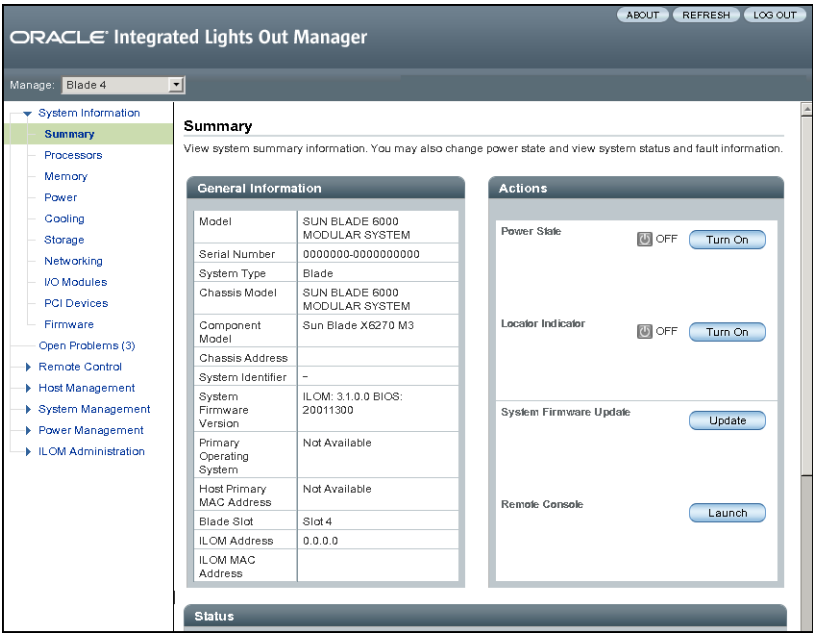 ABOUT REFRESH LOG OUT
ORACLE® Integrated Lights Out Manager
Manage: Blade 4
System Information
Summary
Processors
Memory
Power
Cooling
Storage
Networking
I/O Modules
PCI Devices
Firmware
Open Problems (3)
Remote Control
Host Management
System Management
Power Management
ILOM Administration
Summary
View system summary information. You may also change power state and view system status and fault information.
General Information
Model SUN BLADE 6000
MODULAR SYSTEM
Serial Number 0000000-0000000000
System Type Blade
Chassis Model SUN BLADE 6000
MODULAR SYSTEM
Component Sun Blade X6270 M3
Model
Chassis Address
System Identifier -
System ILOM: 3.1.0.0 BIOS:
Firmware 20011300
Version
Primary Not Available
Operating
System
Host Primary Not Available
MAC Address
Blade Slot Slot 4
ILOM Address 0.0.0.0
ILOM MAC
Address
Actions
Power State OFF Turn On
Locator Indicator OFF Turn On
System Firmware Update Update
Remote Console Launch
Status